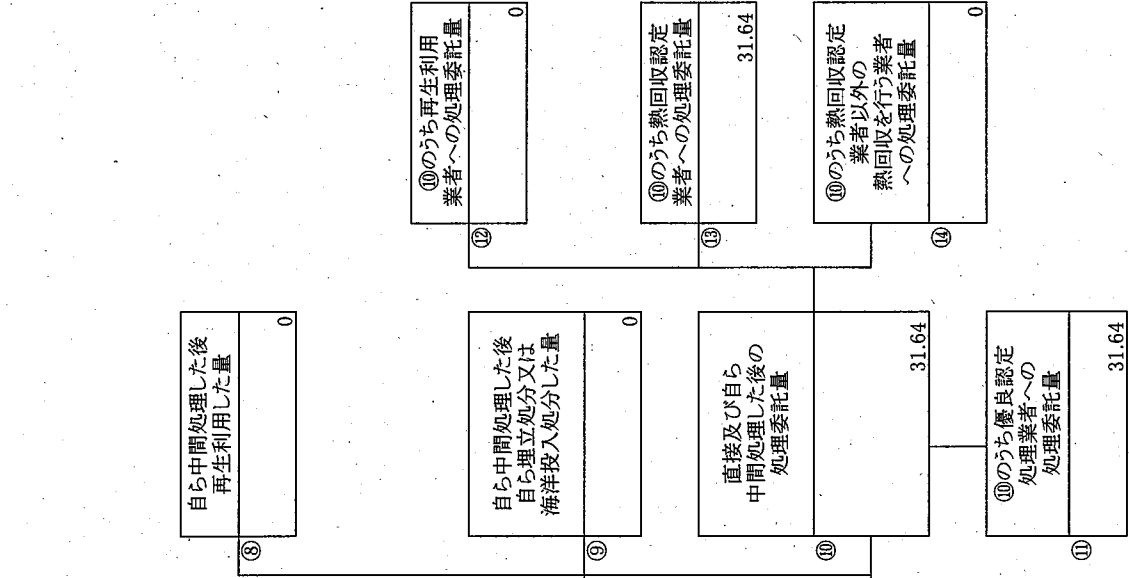 ⑧
自ら中間処理した後
再生利用した量
0
⑨
自ら中間処理した後
自ら埋立処分又は
海洋投入処分した量
0
⑩
直接及び自ら
中間処理した後の
処理委託量
31.64
⑪
⑩のうち優良認定
処理業者への
処理委託量
31.64
⑫
⑩のうち再生利用
業者への処理委託量
0
⑬
⑩のうち熱回収認定
業者への処理委託量
31.64
⑭
⑩のうち熱回収認定
業者以外の
熱回収を行う業者
への処理委託量
0